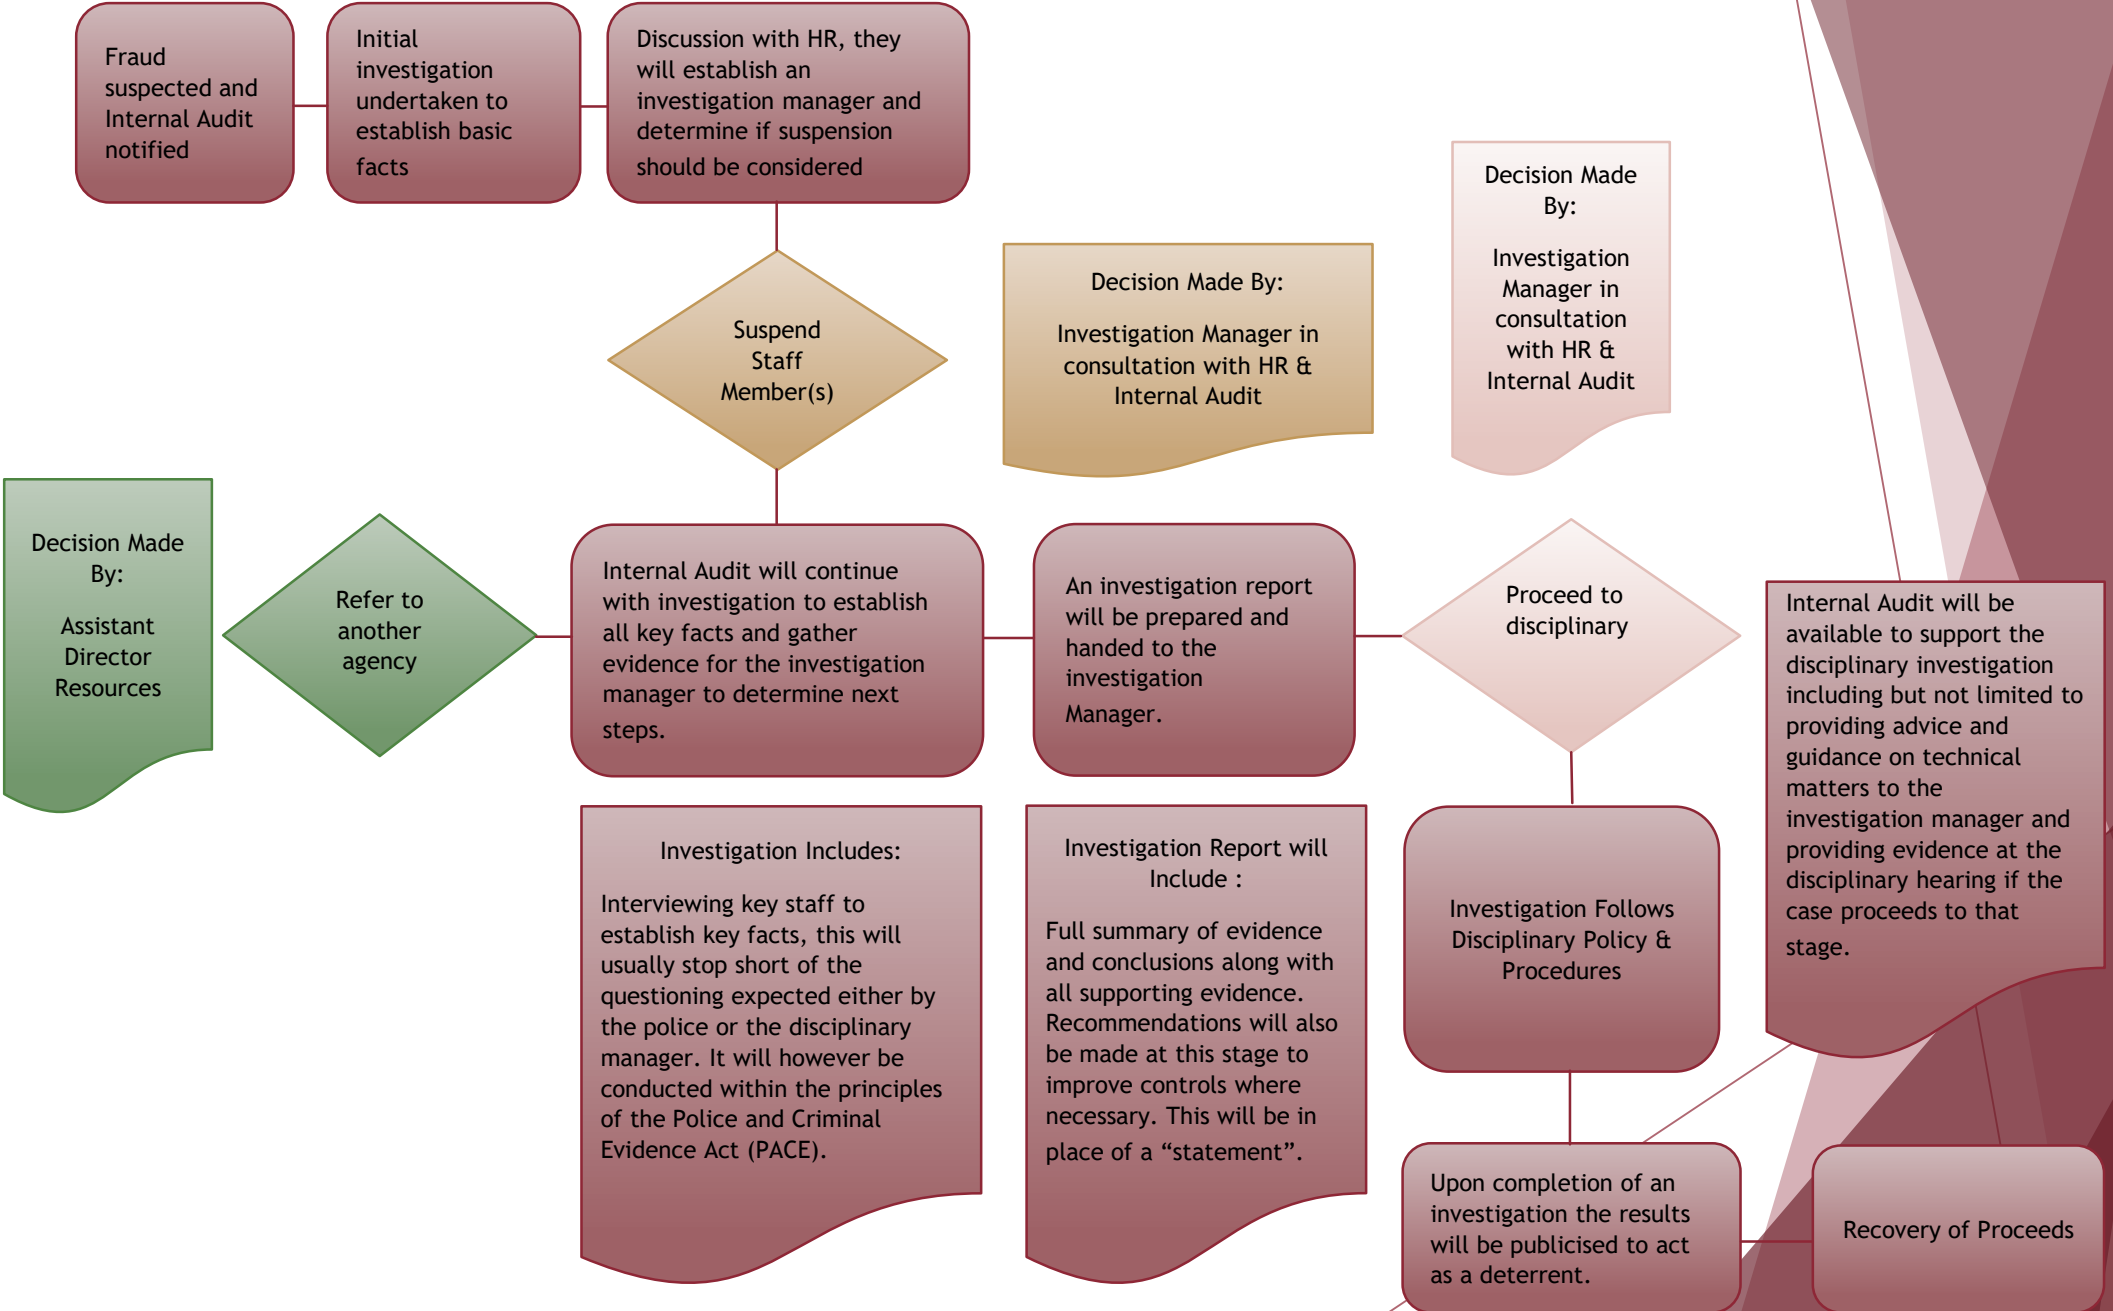 Fraud
suspected and
Internal Audit
notified
Initial
investigation
undertaken to
establish basic
facts
Discussion with HR, they
will establish an
investigation manager and
determine if suspension
should be considered
Decision Made
By:
Investigation
Manager in
consultation
with HR &
Internal Audit
Suspend
Staff
Member(s)
Decision Made By:
Investigation Manager in
consultation with HR &
Internal Audit
Decision Made
By:
Assistant
Director
Resources
Refer to
another
agency
Internal Audit will continue
with investigation to establish
all key facts and gather
evidence for the investigation
manager to determine next
steps.
An investigation report
will be prepared and
handed to the
investigation
Manager.
Proceed to
disciplinary
Internal Audit will be
available to support the
disciplinary investigation
including but not limited to
providing advice and
guidance on technical
matters to the
investigation manager and
providing evidence at the
disciplinary hearing if the
case proceeds to that
stage.
Investigation Includes:
Interviewing key staff to
establish key facts, this will
usually stop short of the
questioning expected either by
the police or the disciplinary
manager. It will however be
conducted within the principles
of the Police and Criminal
Evidence Act (PACE).
Investigation Report will
Include :
Full summary of evidence
and conclusions along with
all supporting evidence.
Recommendations will also
be made at this stage to
improve controls where
necessary. This will be in
place of a “statement”.
Investigation Follows
Disciplinary Policy &
Procedures
Upon completion of an
investigation the results
will be publicised to act
as a deterrent.
Recovery of Proceeds